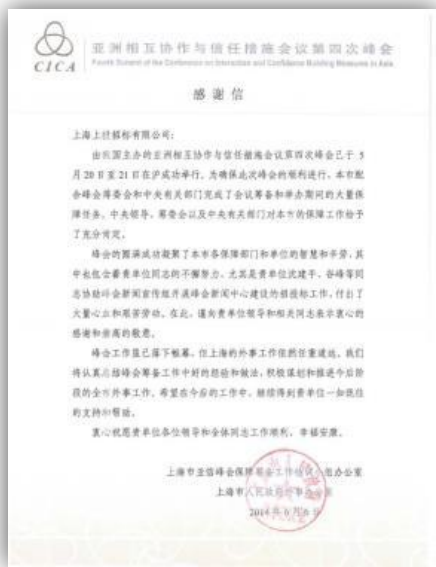 CICA
亚洲相互协作与信任措施会议第四次峰会
Fourth Summit of the Conference on Interaction and Confidence Building Measures in Asia
感谢信
上海上投招标有限公司：
由我国主办的亚洲相互协作与信任措施会议第四次峰会已于 5
月 20 日至 21 日在沪成功举行。为确保此次峰会的顺利进行，本市配
合峰会筹委会和中央有关部门完成了会议筹备和举办期间的大量保
障任务。中央领导、筹委会以及中央有关部门对本市的保障工作给予
了充分肯定。
峰会的圆满成功凝聚了本市各保障部门和单位的智慧和辛劳，其
中也包含着贵单位同志的不懈努力。尤其是贵单位沈建平、谷峰等同
志协助峰会新闻宣传组开展峰会新闻中心建设的招投标工作，付出了
大量心血和艰苦劳动。在此，谨向贵单位领导和相关同志表示衷心的
感谢和崇高的敬意。
峰会工作虽已落下帷幕，但上海的外事工作依然任重道远。我们
将认真总结峰会筹备工作中好的经验和做法，积极谋划和推进今后阶
段的全市外事工作。希望在今后的工作中，继续得到贵单位一如既往
的支持和帮助。
衷心祝愿贵单位各位领导和全体同志工作顺利、幸福安康。
上海市亚信峰会保障筹备工作组办公室
上海市人民政府外事办公室
2014 年 6 月 6 日